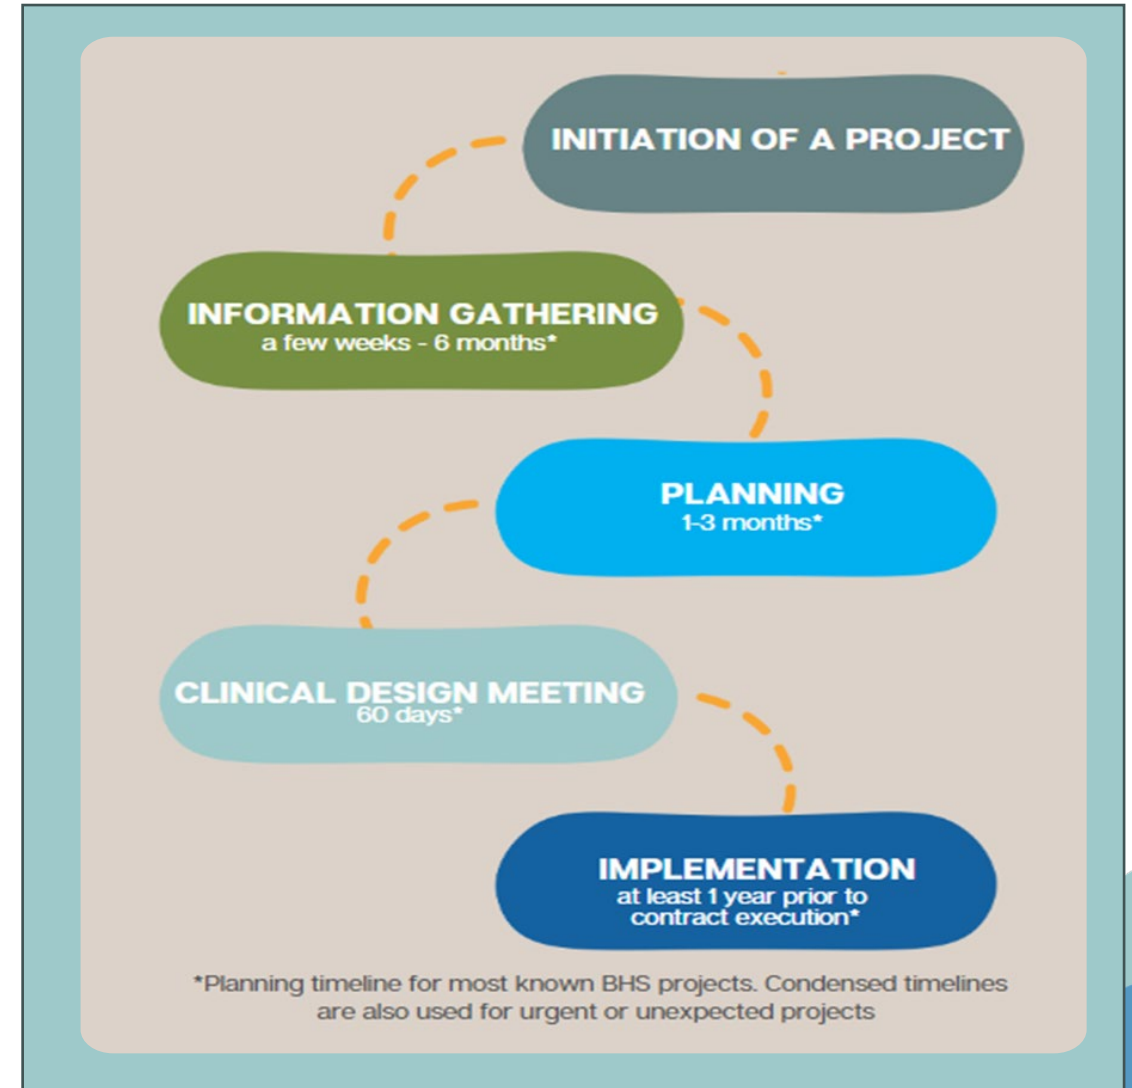 INITIATION OF A PROJECT
INFORMATION GATHERING
a few weeks - 6 months*
PLANNING
1-3 months*
CLINICAL DESIGN MEETING
60 days*
IMPLEMENTATION
at least 1 year prior to
contract execution*
*Planning timeline for most known BHS projects. Condensed timelines
are also used for urgent or unexpected projects